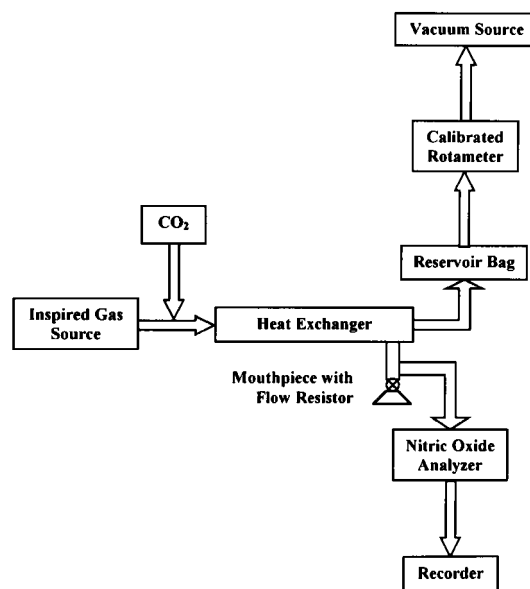 Vacuum Source
Calibrated
Rotameter
CO₂
Reservoir Bag
Inspired Gas
Source
Heat Exchanger
Mouthpiece with
Flow Resistor
Nitric Oxide
Analyzer
Recorder